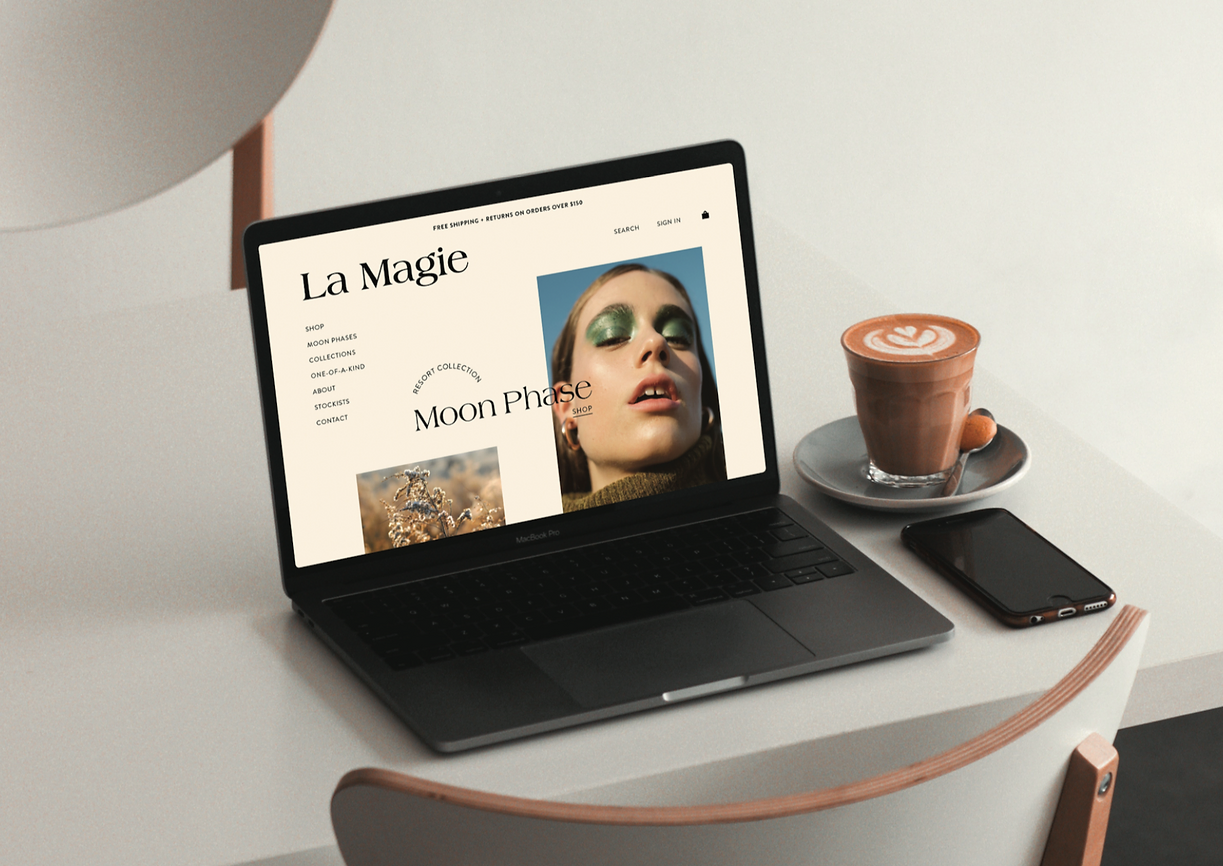 FREE SHIPPING + RETURNS ON ORDERS OVER $150
SEARCH
SIGN IN
La Magie
SHOP
MOON PHASES
COLLECTIONS
ONE-OF-A-KIND
ABOUT
STOCKISTS
CONTACT
RESORT COLLECTION
Moon Phase
SHOP
MacBook Pro